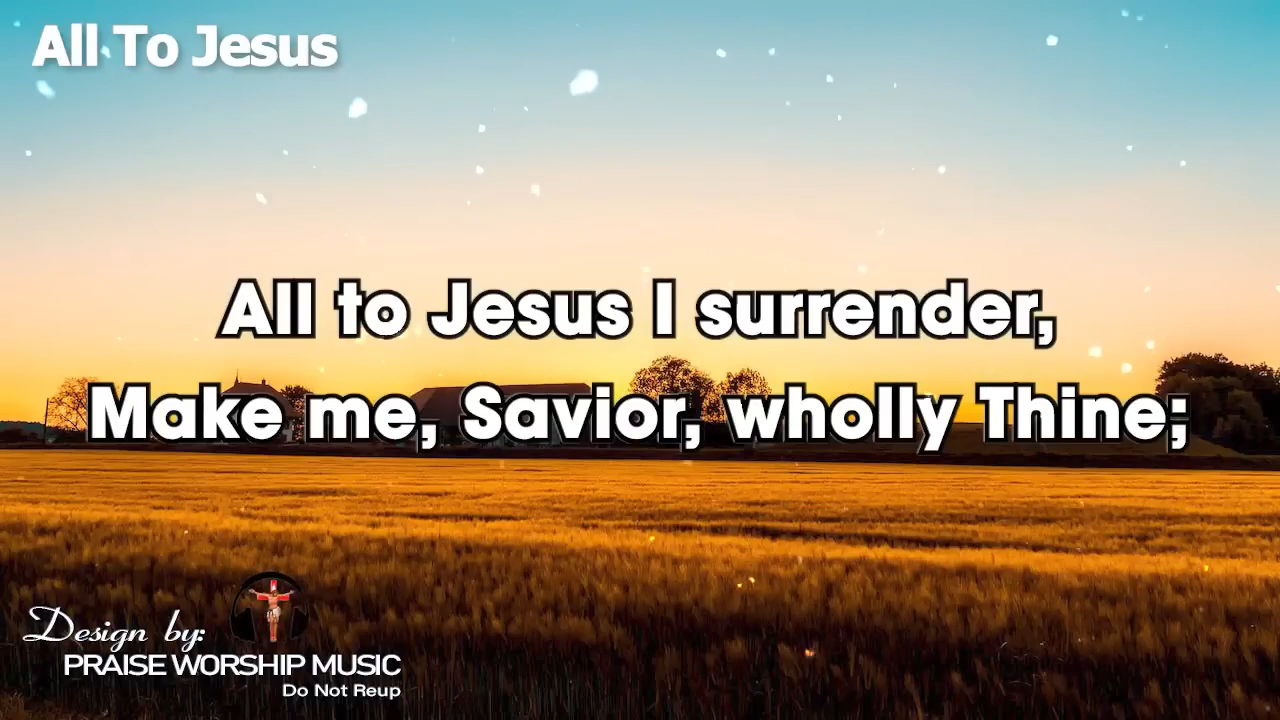 All To Jesus
All to Jesus I surrender,
Make me, Savior, wholly Thine;
Design by:
PRAISE WORSHIP MUSIC
Do Not Reup